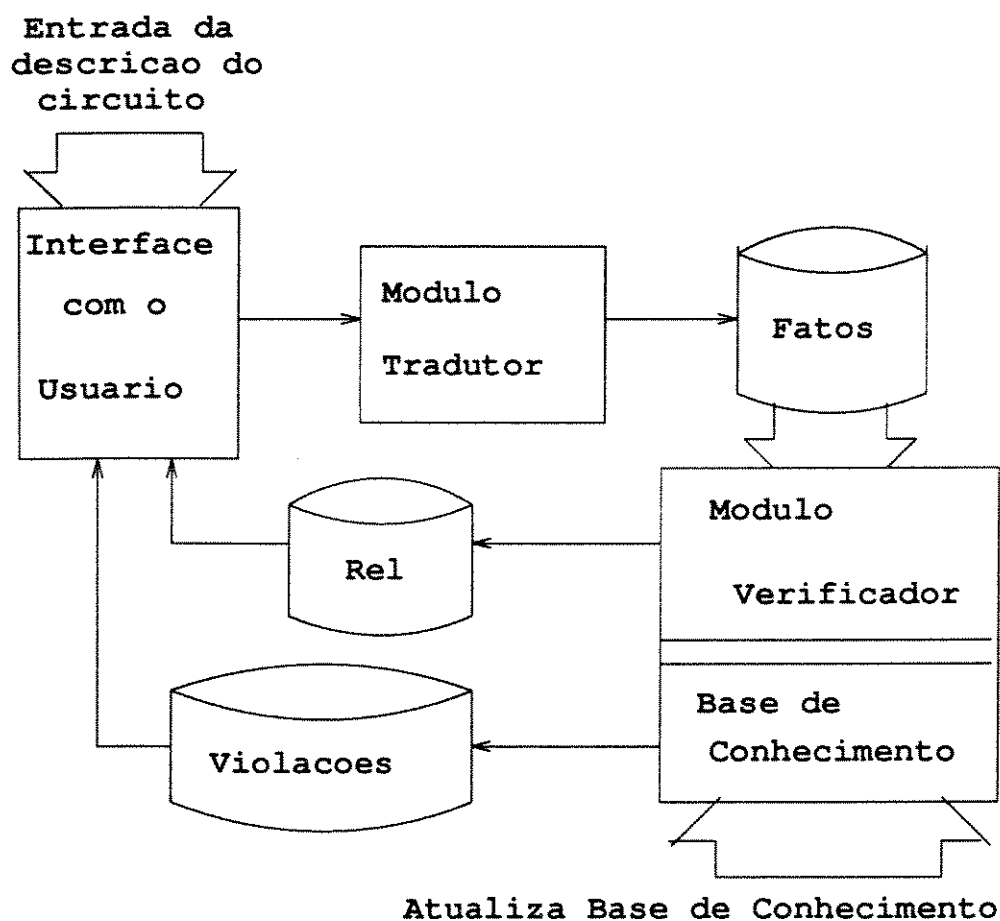 Entrada da
descricao do
circuito
Interface
com o
Usuario
Modulo
Tradutor
Fatos
Rel
Modulo
Verificador
Violacoes
Base de
Conhecimento
Atualiza Base de Conhecimento